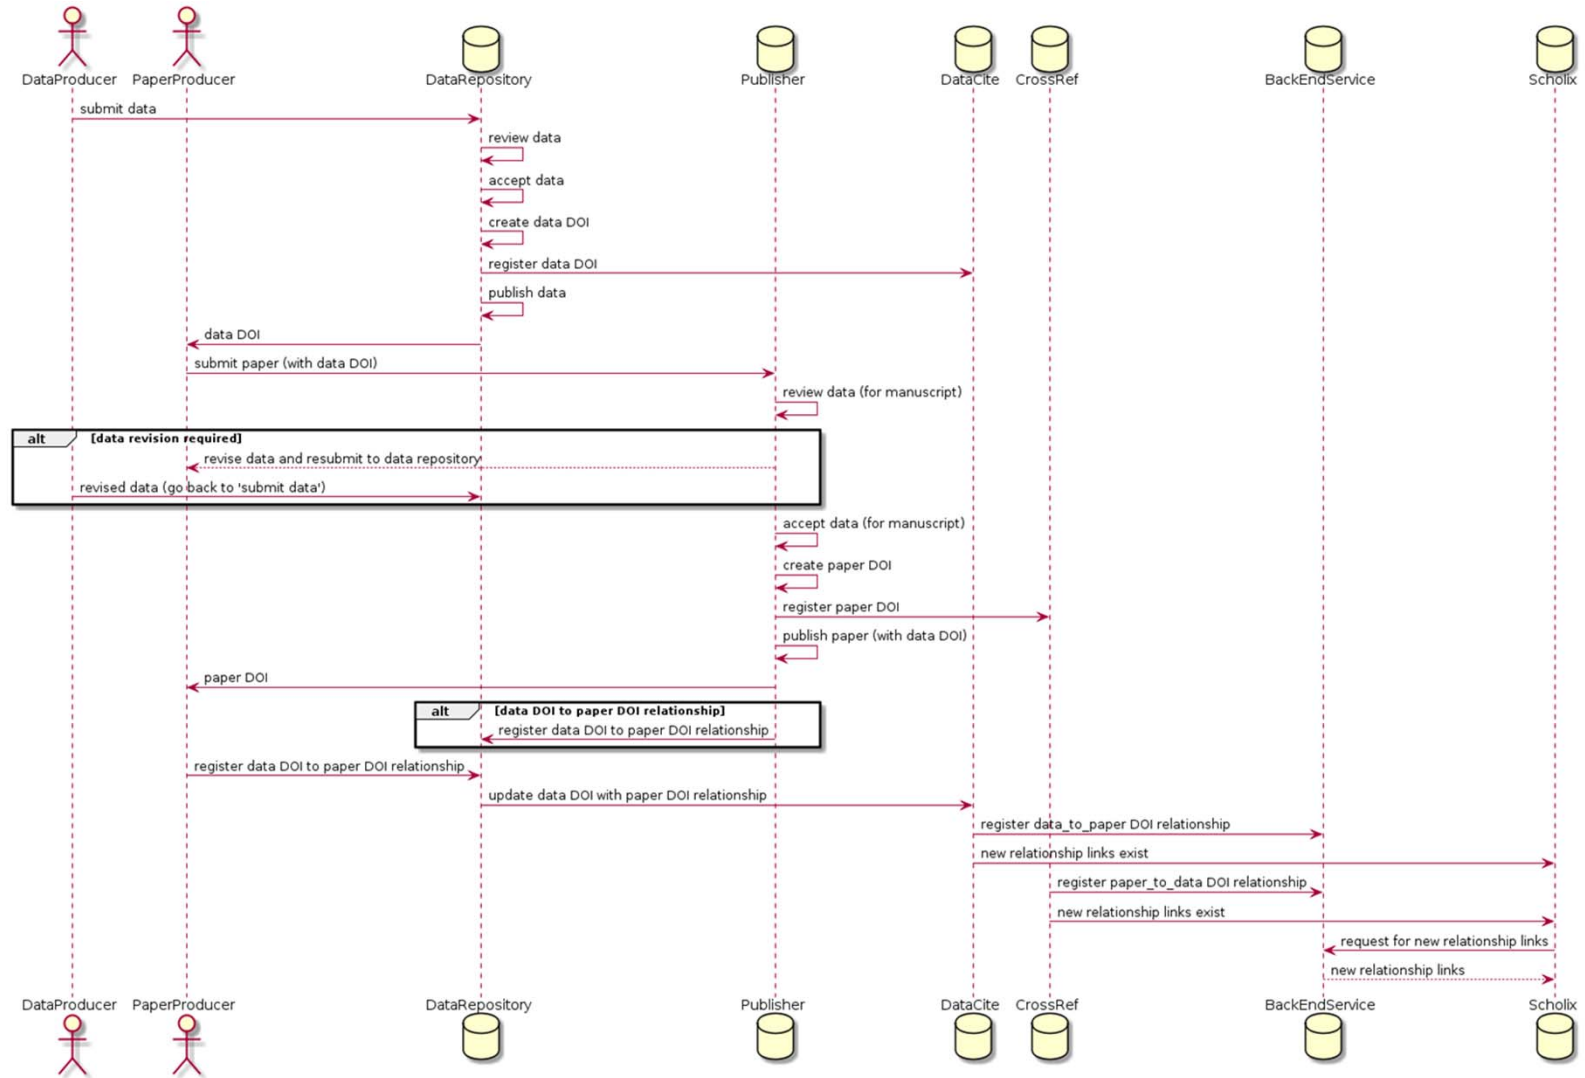 DataProducer PaperProducer DataRepository Publisher DataCite CrossRef BackEndService Scholix
submit data
review data
accept data
create data DOI
register data DOI
publish data
data DOI
submit paper (with data DOI)
review data (for manuscript)
alt [data revision required]
revise data and resubmit to data repository
revised data (go back to 'submit data')
accept data (for manuscript)
create paper DOI
register paper DOI
publish paper (with data DOI)
paper DOI
alt [data DOI to paper DOI relationship]
register data DOI to paper DOI relationship
register data DOI to paper DOI relationship
update data DOI with paper DOI relationship
register data_to_paper DOI relationship
new relationship links exist
register paper_to_data DOI relationship
new relationship links exist
request for new relationship links
new relationship links
DataProducer PaperProducer DataRepository Publisher DataCite CrossRef BackEndService Scholix